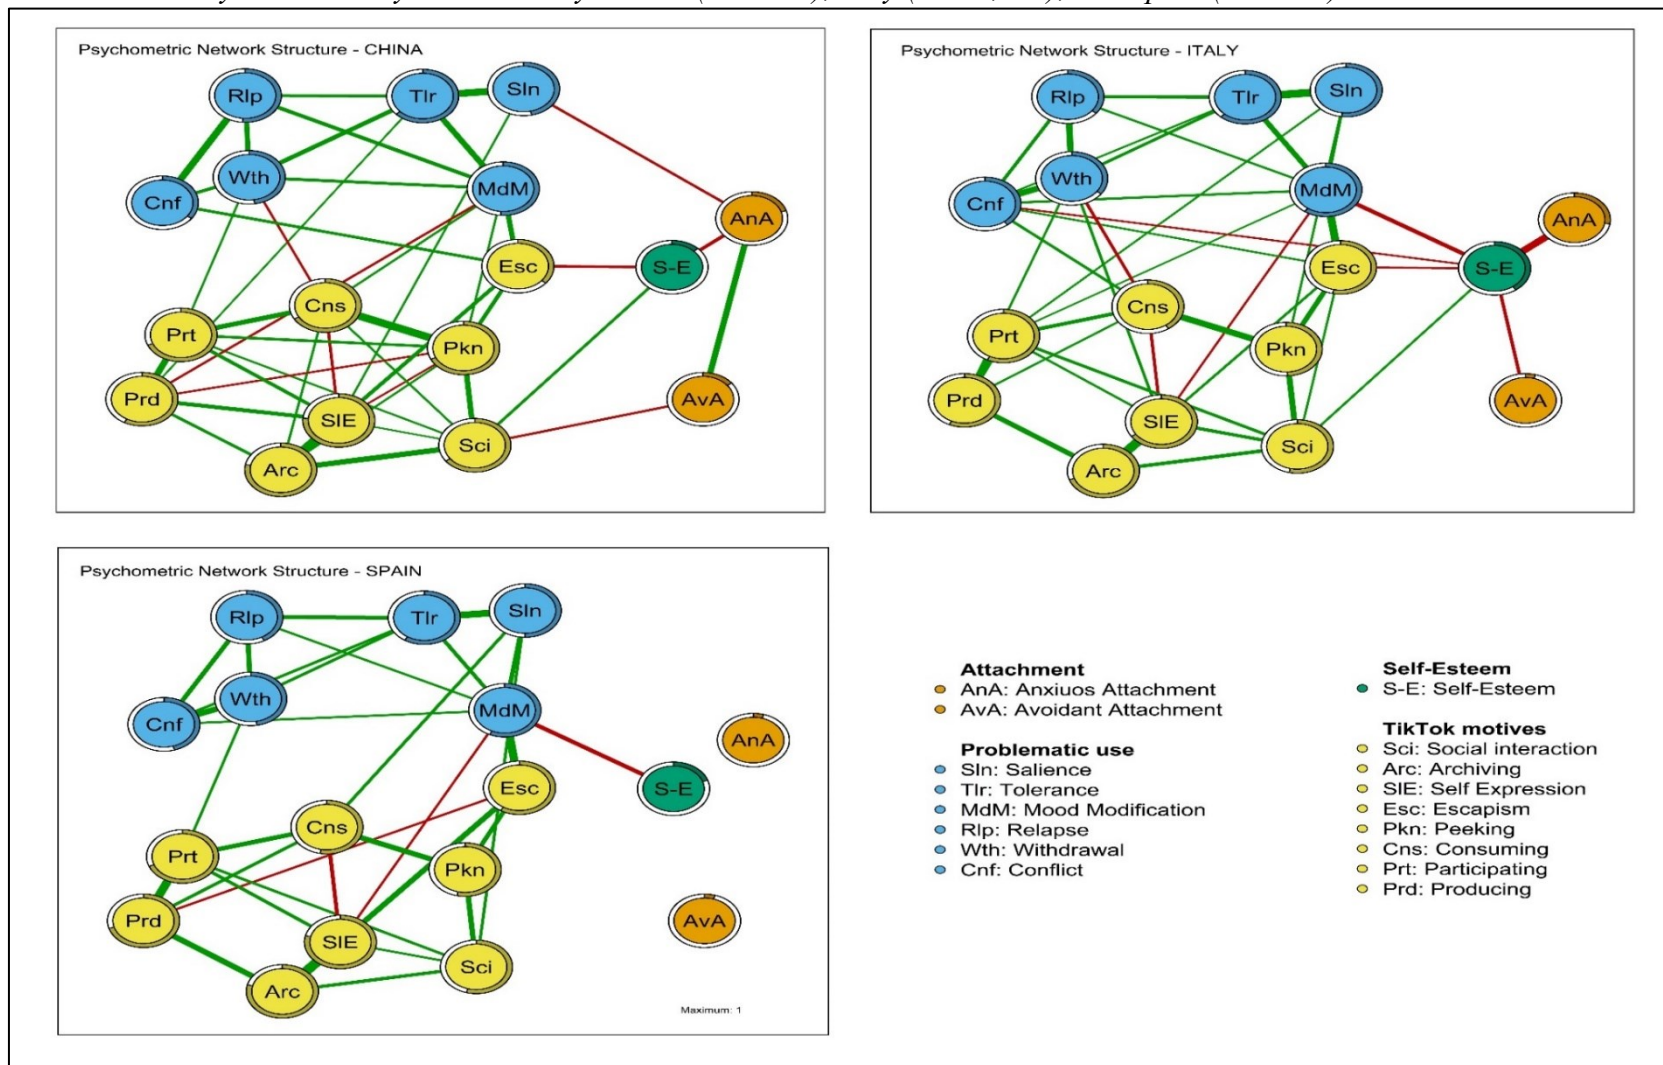 Psychometric Network Structure - CHINA
Rlp
Tlr
Sln
Wth
MdM
Cnf
AnA
Esc
S-E
Cns
Prt
Pkn
Prd
AvA
SlE
Sci
Arc
Psychometric Network Structure - ITALY
Rlp
Tlr
Sln
Wth
MdM
Cnf
AnA
Esc
S-E
Cns
Prt
Pkn
Prd
AvA
SlE
Sci
Arc
Psychometric Network Structure - SPAIN
Rlp
Tlr
Sln
Wth
MdM
Cnf
AnA
Esc
S-E
Cns
Prt
Pkn
Prd
AvA
SlE
Sci
Arc
Maximum: 1
Attachment
AnA: Anxiuos Attachment
AvA: Avoidant Attachment
Problematic use
Sln: Salience
Tlr: Tolerance
MdM: Mood Modification
Rlp: Relapse
Wth: Withdrawal
Cnf: Conflict
Self-Esteem
S-E: Self-Esteem
TikTok motives
Sci: Social interaction
Arc: Archiving
SlE: Self Expression
Esc: Escapism
Pkn: Peeking
Cns: Consuming
Prt: Participating
Prd: Producing